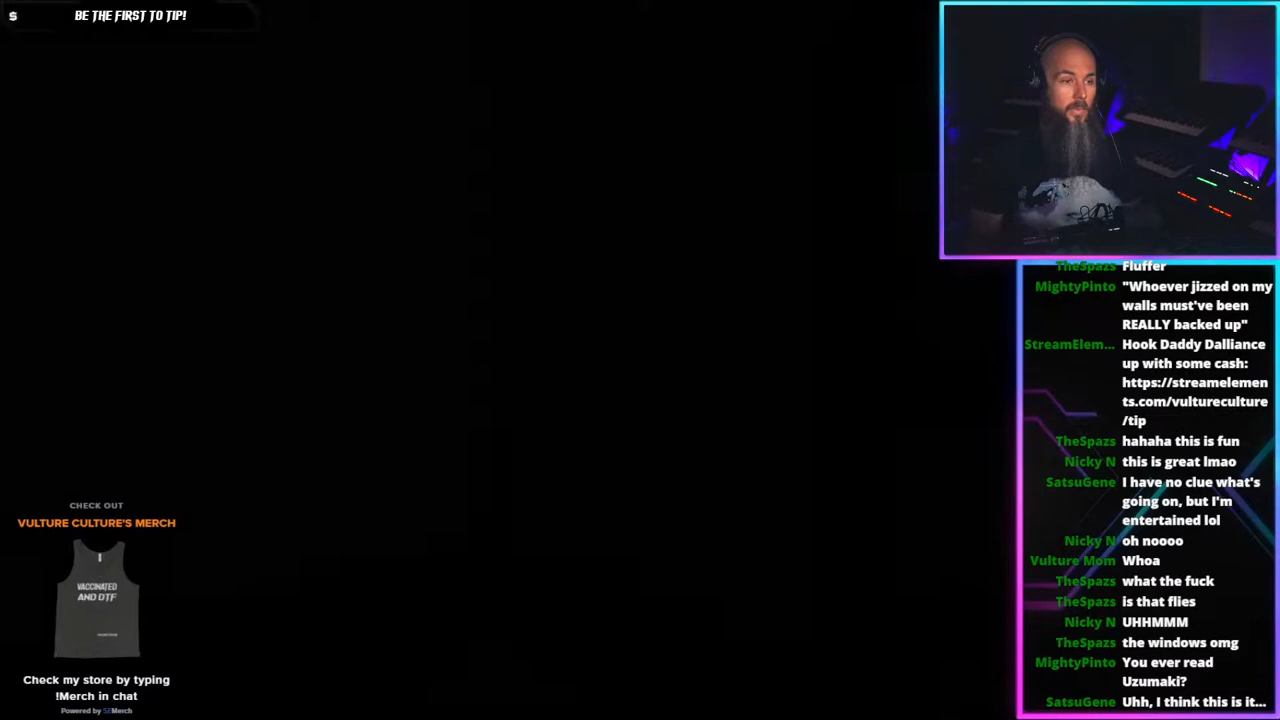 $
BE THE FIRST TO TIP!
TheSpazs Fluffer
MightyPinto "Whoever jizzed on my
walls must've been
REALLY backed up"
StreamElem... Hook Daddy Dalliance
up with some cash:
https://streamelemen
ts.com/vultureculture
/tip
TheSpazs hahaha this is fun
Nicky N this is great lmao
SatsuGene I have no clue what's
going on, but I'm
entertained lol
Nicky N oh noooo
Vulture Mom Whoa
TheSpazs what the fuck
TheSpazs is that flies
Nicky N UHHMMM
TheSpazs the windows omg
MightyPinto You ever read
Uzumaki?
SatsuGene Uhh, I think this is it...
CHECK OUT
VULTURE CULTURE'S MERCH
VACCINATED
AND DTF
Check my store by typing
!Merch in chat
Powered by SEMerch